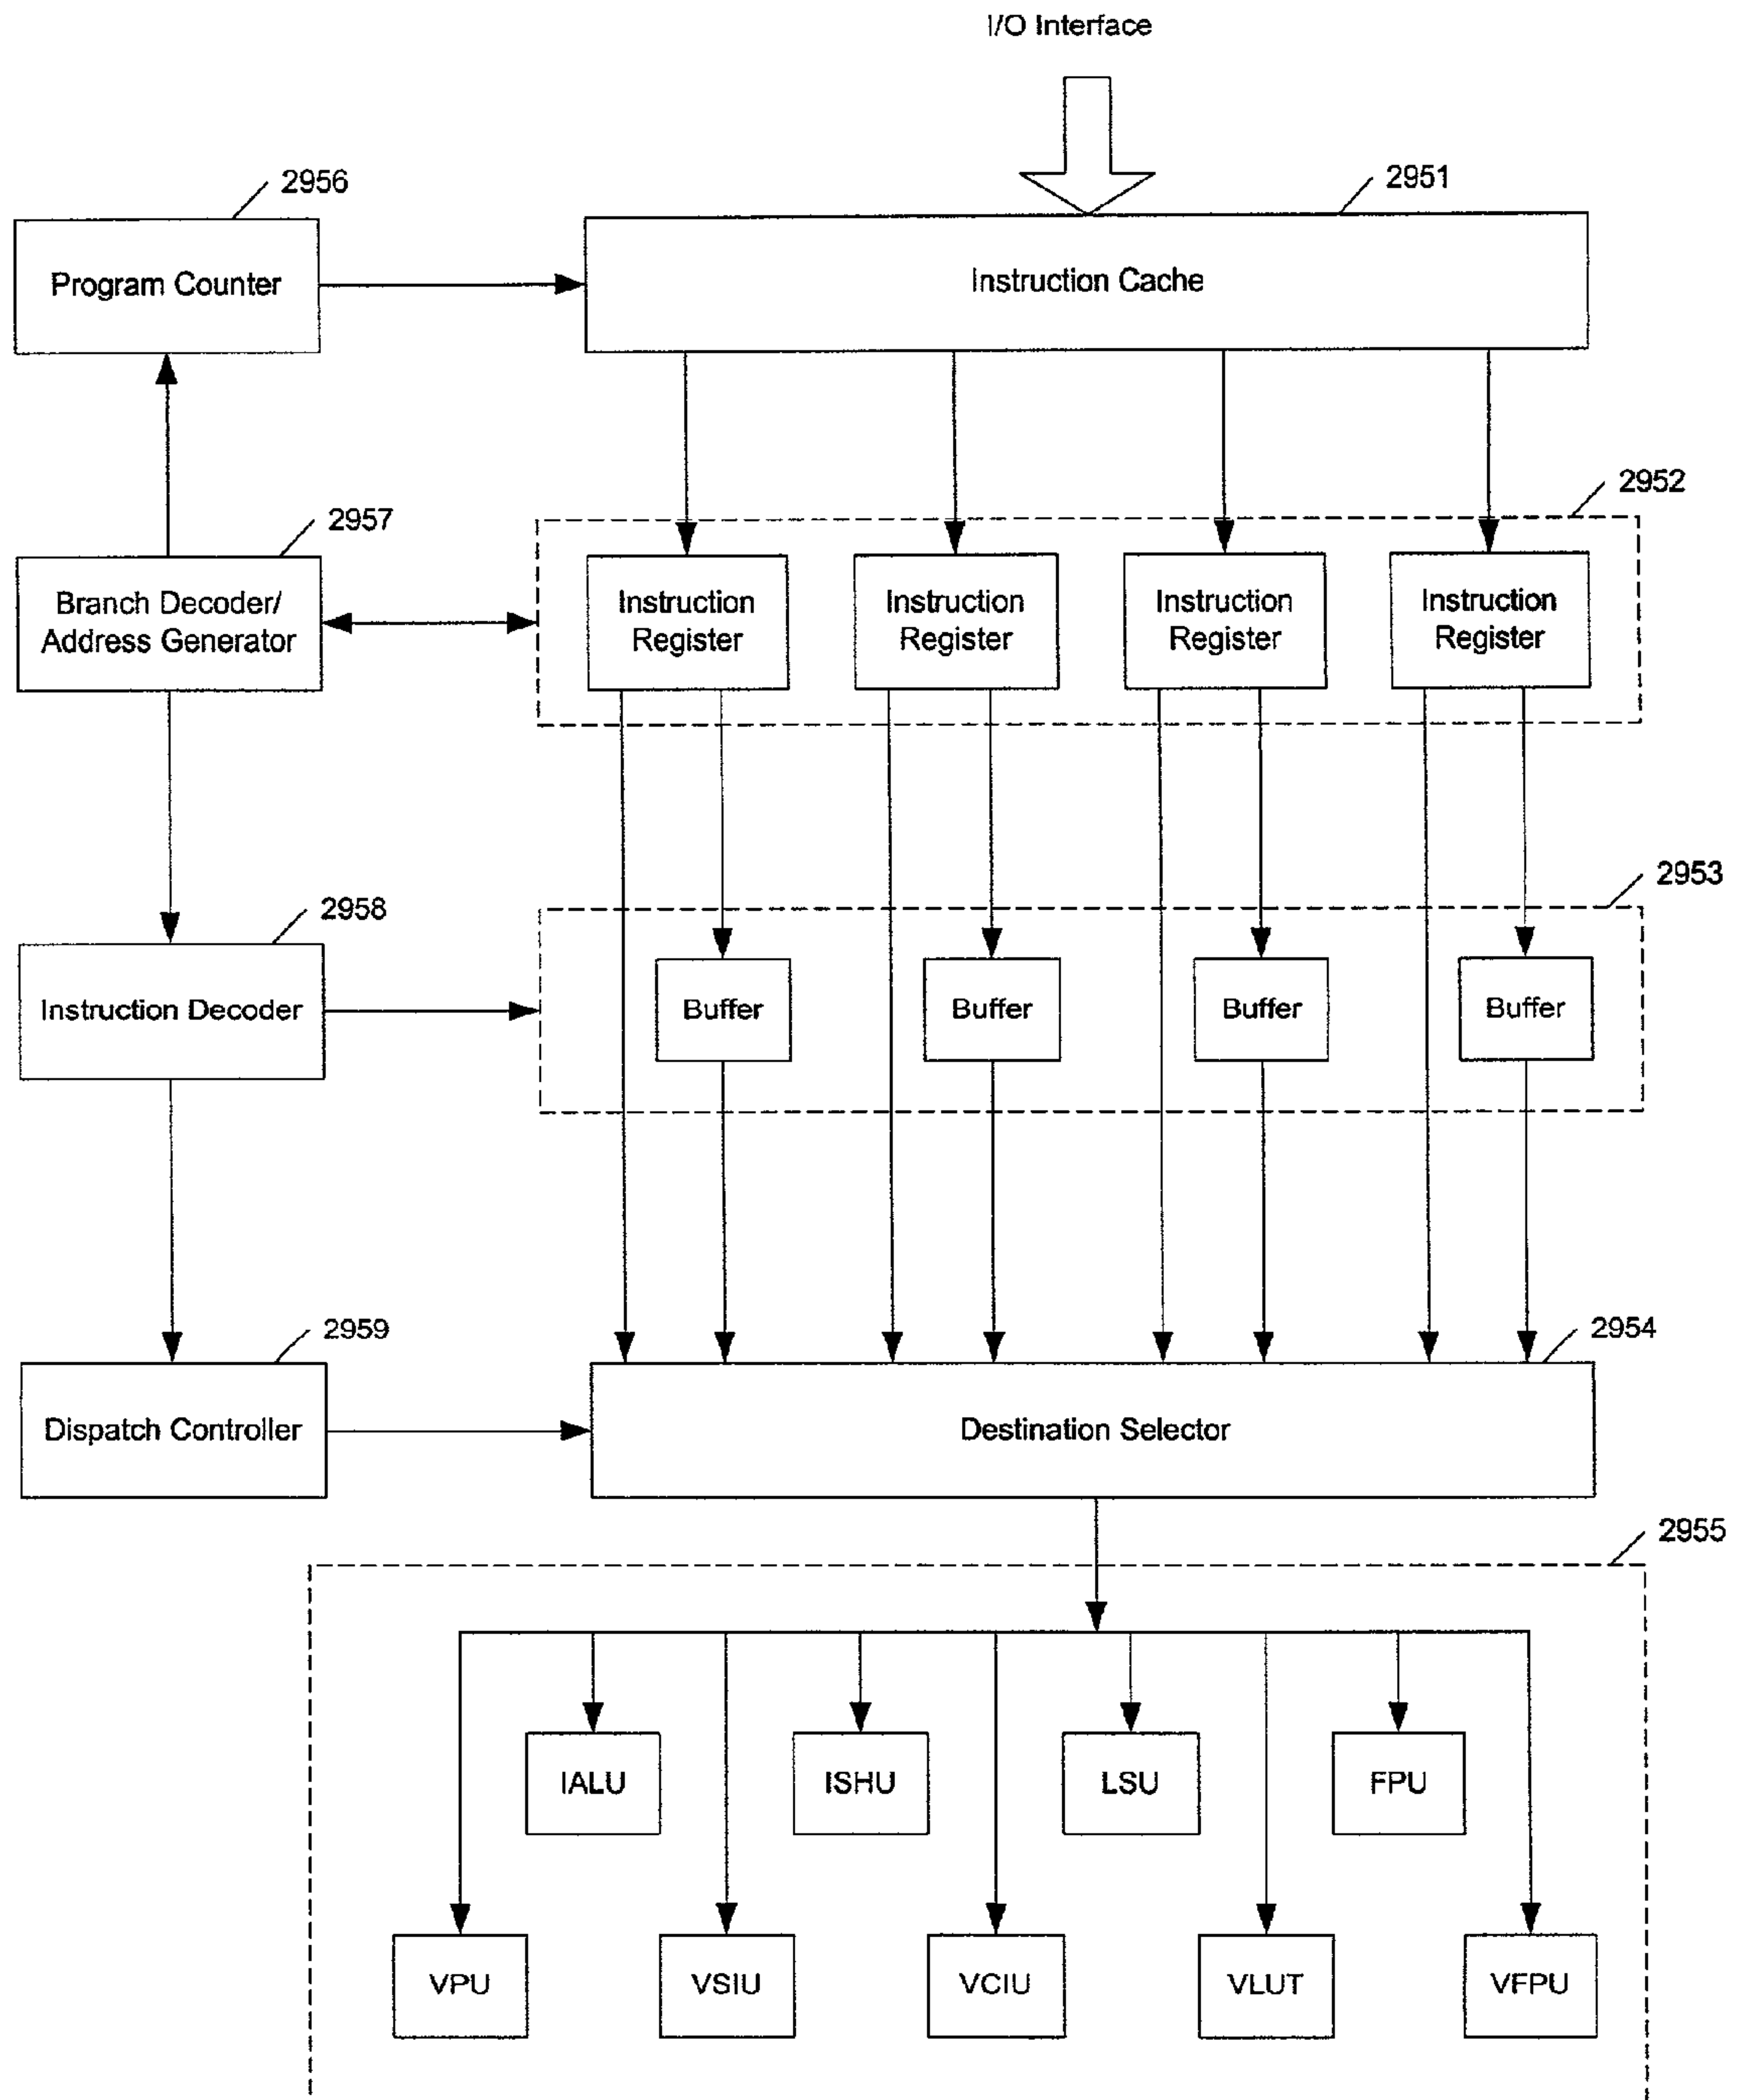 I/O Interface
2956
2951
Program Counter
Instruction Cache
2952
2957
Branch Decoder/
Address Generator
Instruction
Register
Instruction
Register
Instruction
Register
Instruction
Register
2953
2958
Instruction Decoder
Buffer
Buffer
Buffer
Buffer
2959
2954
Dispatch Controller
Destination Selector
2955
IALU
ISHU
LSU
FPU
VPU
VSIU
VCIU
VLUT
VFPU